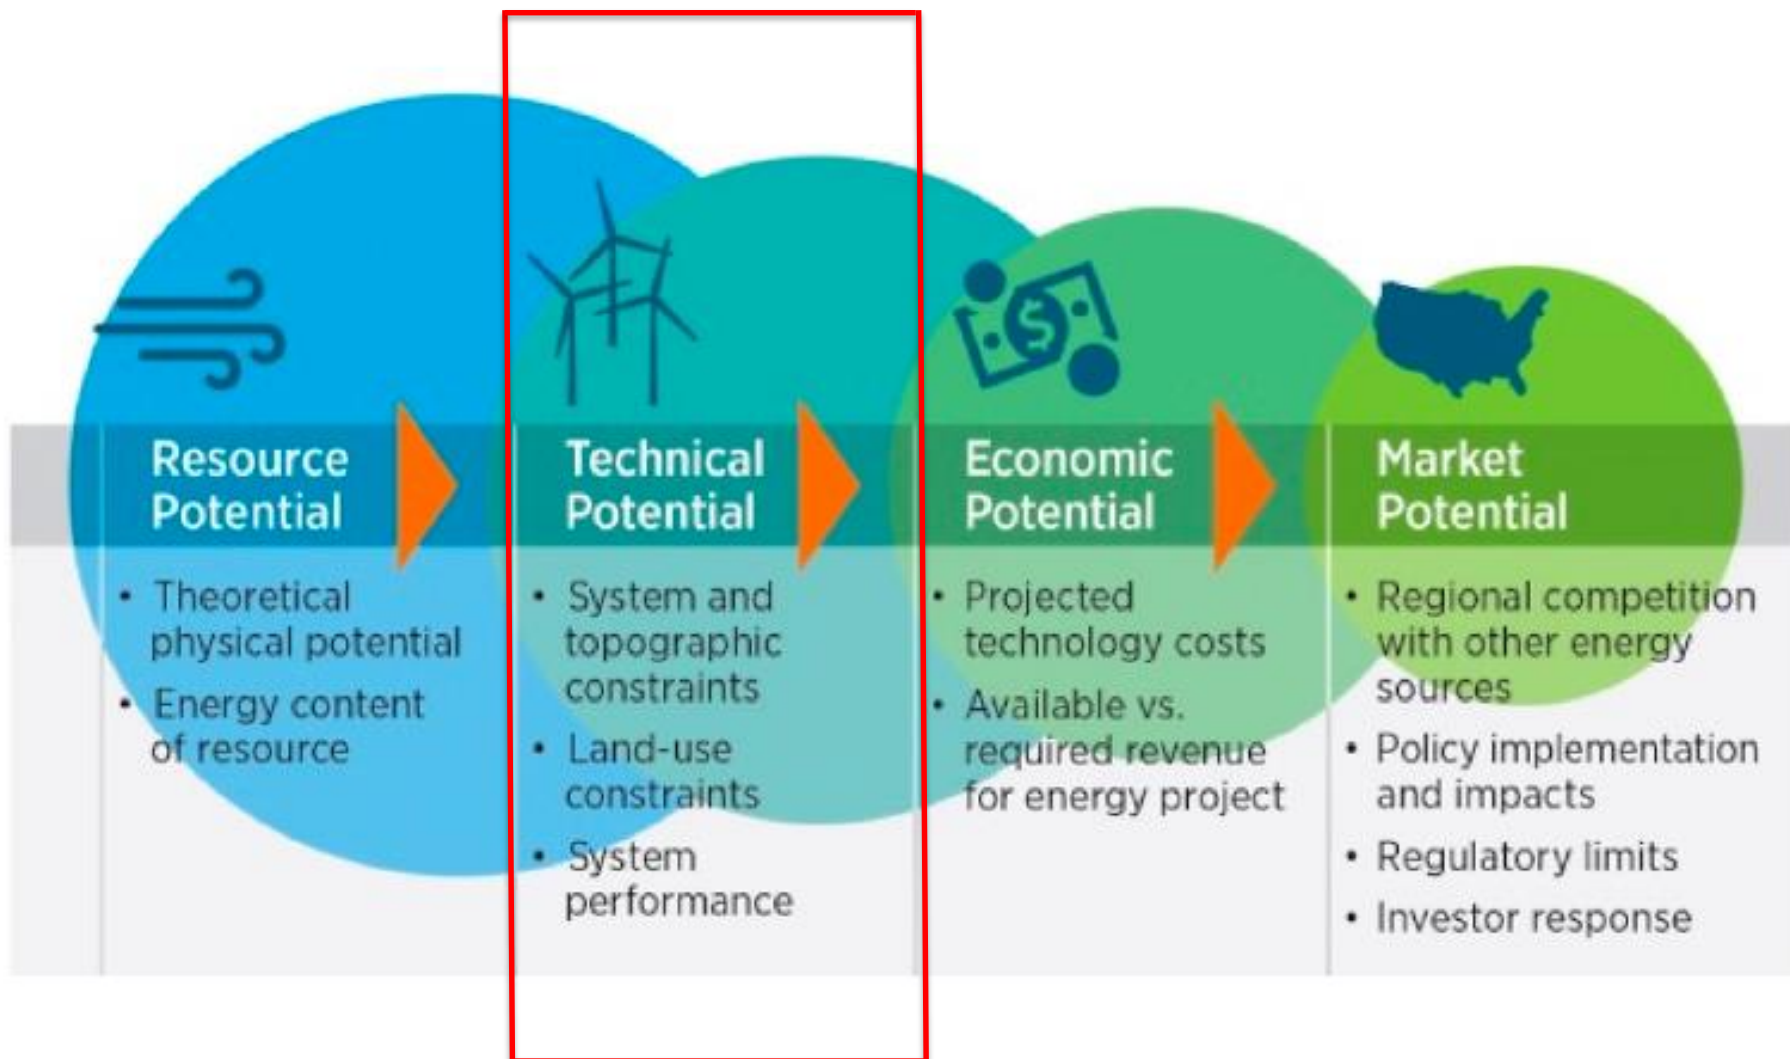 Resource
Potential
• Theoretical
physical potential
• Energy content
of resource
Technical
Potential
• System and
topographic
constraints
• Land-use
constraints
• System
performance
$
Economic
Potential
• Projected
technology costs
• Available vs.
required revenue
for energy project
Market
Potential
• Regional competition
with other energy
sources
• Policy implementation
and impacts
• Regulatory limits
• Investor response